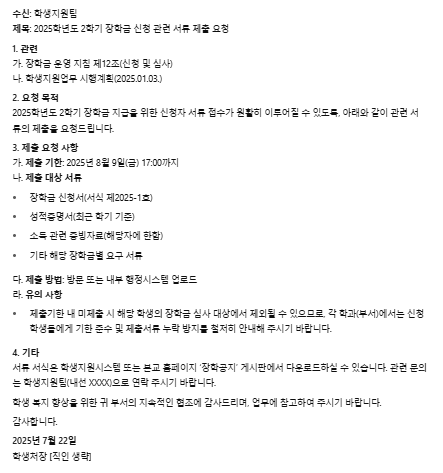 수신: 학생지원팀
제목: 2025학년도 2학기 장학금 신청 관련 서류 제출 요청
1. 관련
가. 장학금 운영 지침 제12조(신청 및 심사)
나. 학생지원업무 시행계획(2025.01.03.)
2. 요청 목적
2025학년도 2학기 장학금 지급을 위한 신청자 서류 접수가 원활히 이루어질 수 있도록, 아래와 같이 관련 서
류의 제출을 요청드립니다.
3. 제출 요청 사항
가. 제출 기한: 2025년 8월 9일(금) 17:00까지
나. 제출 대상 서류
• 장학금 신청서(서식 제2025-1호)
• 성적증명서(최근 학기 기준)
• 소득 관련 증빙자료(해당자에 한함)
• 기타 해당 장학금별 요구 서류
다. 제출 방법: 방문 또는 내부 행정시스템 업로드
라. 유의 사항
• 제출기한 내 미제출 시 해당 학생의 장학금 심사 대상에서 제외될 수 있으므로, 각 학과(부서)에서는 신청
학생들에게 기한 준수 및 제출서류 누락 방지를 철저히 안내해 주시기 바랍니다.
4. 기타
서류 서식은 학생지원시스템 또는 본교 홈페이지 '장학공지' 게시판에서 다운로드하실 수 있습니다. 관련 문의
는 학생지원팀(내선 XXXX)으로 연락 주시기 바랍니다.
학생 복지 향상을 위한 귀 부서의 지속적인 협조에 감사드리며, 업무에 참고하여 주시기 바랍니다.
감사합니다.
2025년 7월 22일
학생처장 [직인 생략]